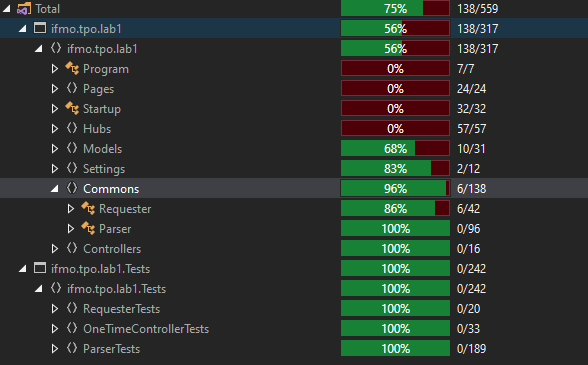 Total 75% 138/559
ifmo.tpo.lab1 56% 138/317
ifmo.tpo.lab1 56% 138/317
Program 0% 7/7
Pages 0% 24/24
Startup 0% 32/32
Hubs 0% 57/57
Models 68% 10/31
Settings 83% 2/12
Commons 96% 6/138
Requester 86% 6/42
Parser 100% 0/96
Controllers 100% 0/16
ifmo.tpo.lab1.Tests 100% 0/242
ifmo.tpo.lab1.Tests 100% 0/242
RequesterTests 100% 0/20
OneTimeControllerTests 100% 0/33
ParserTests 100% 0/189